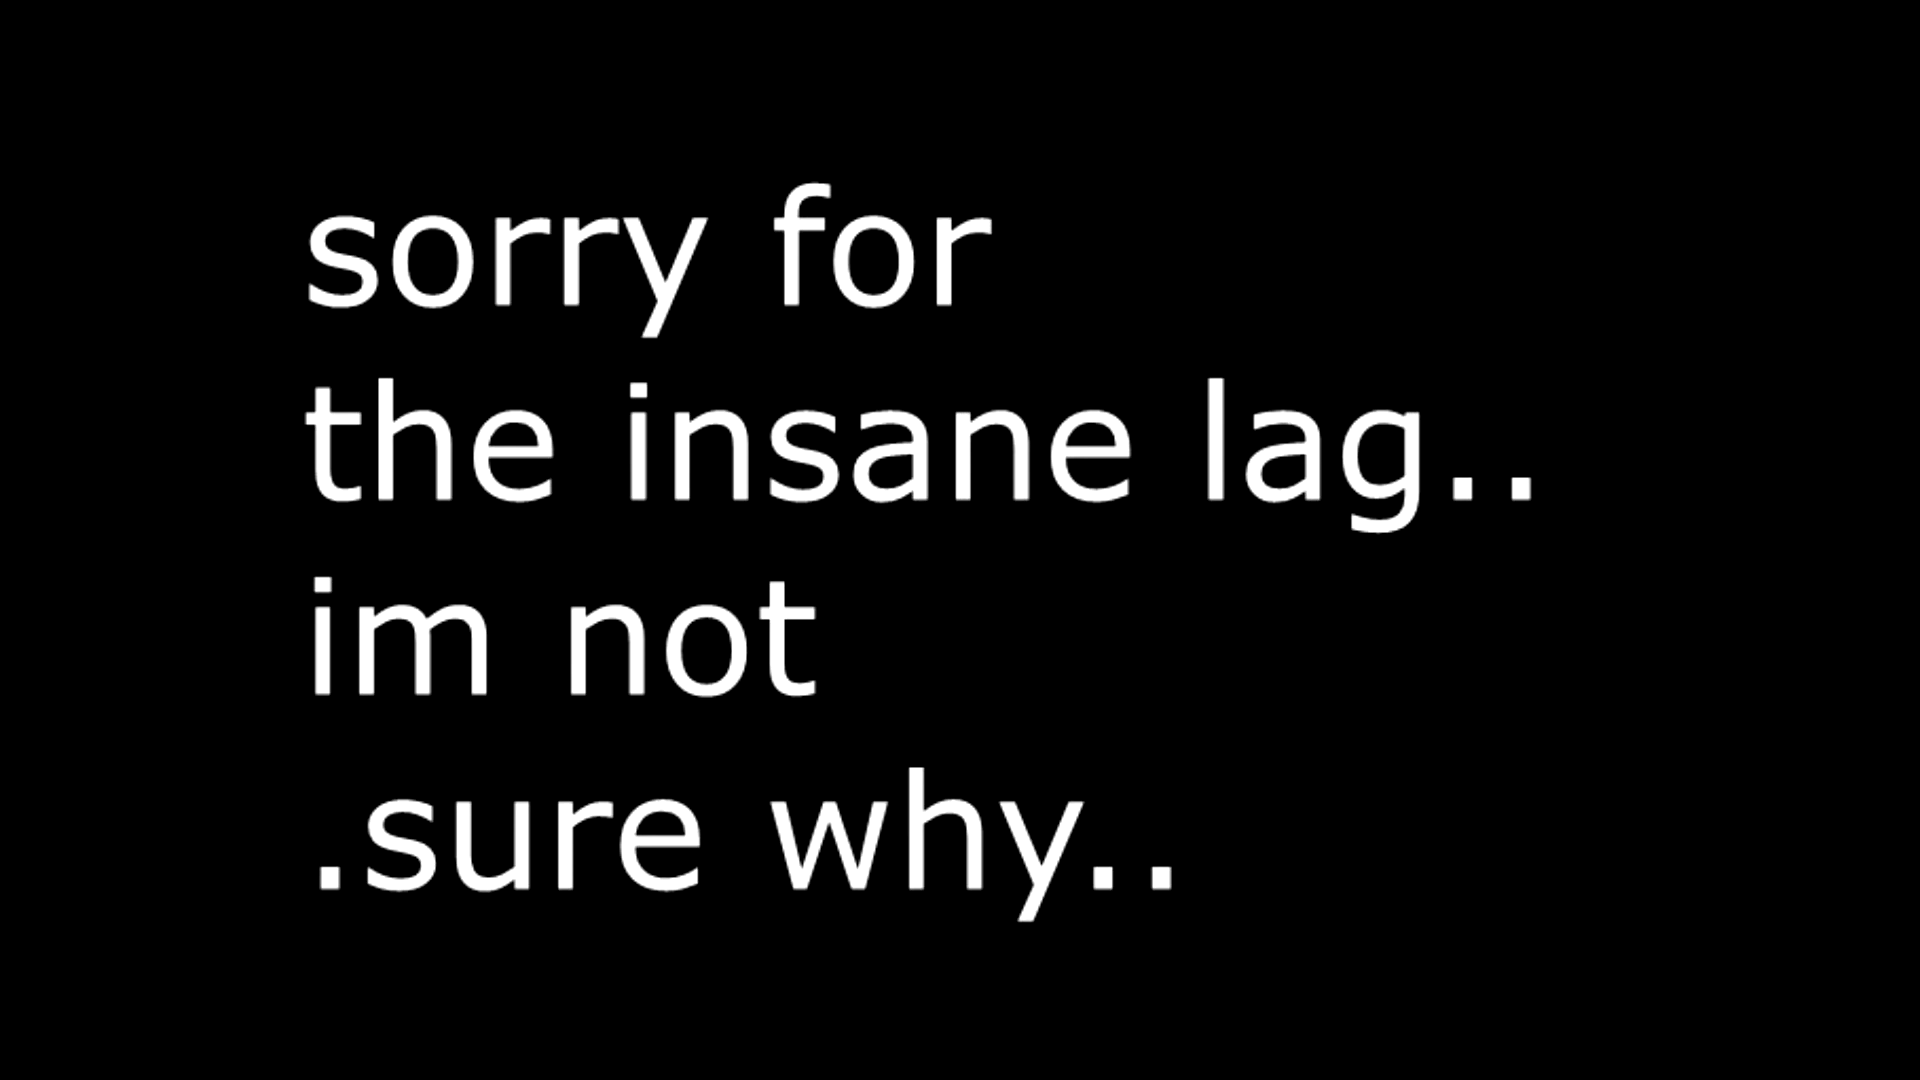 sorry for
the insane lag..
im not
.sure why..